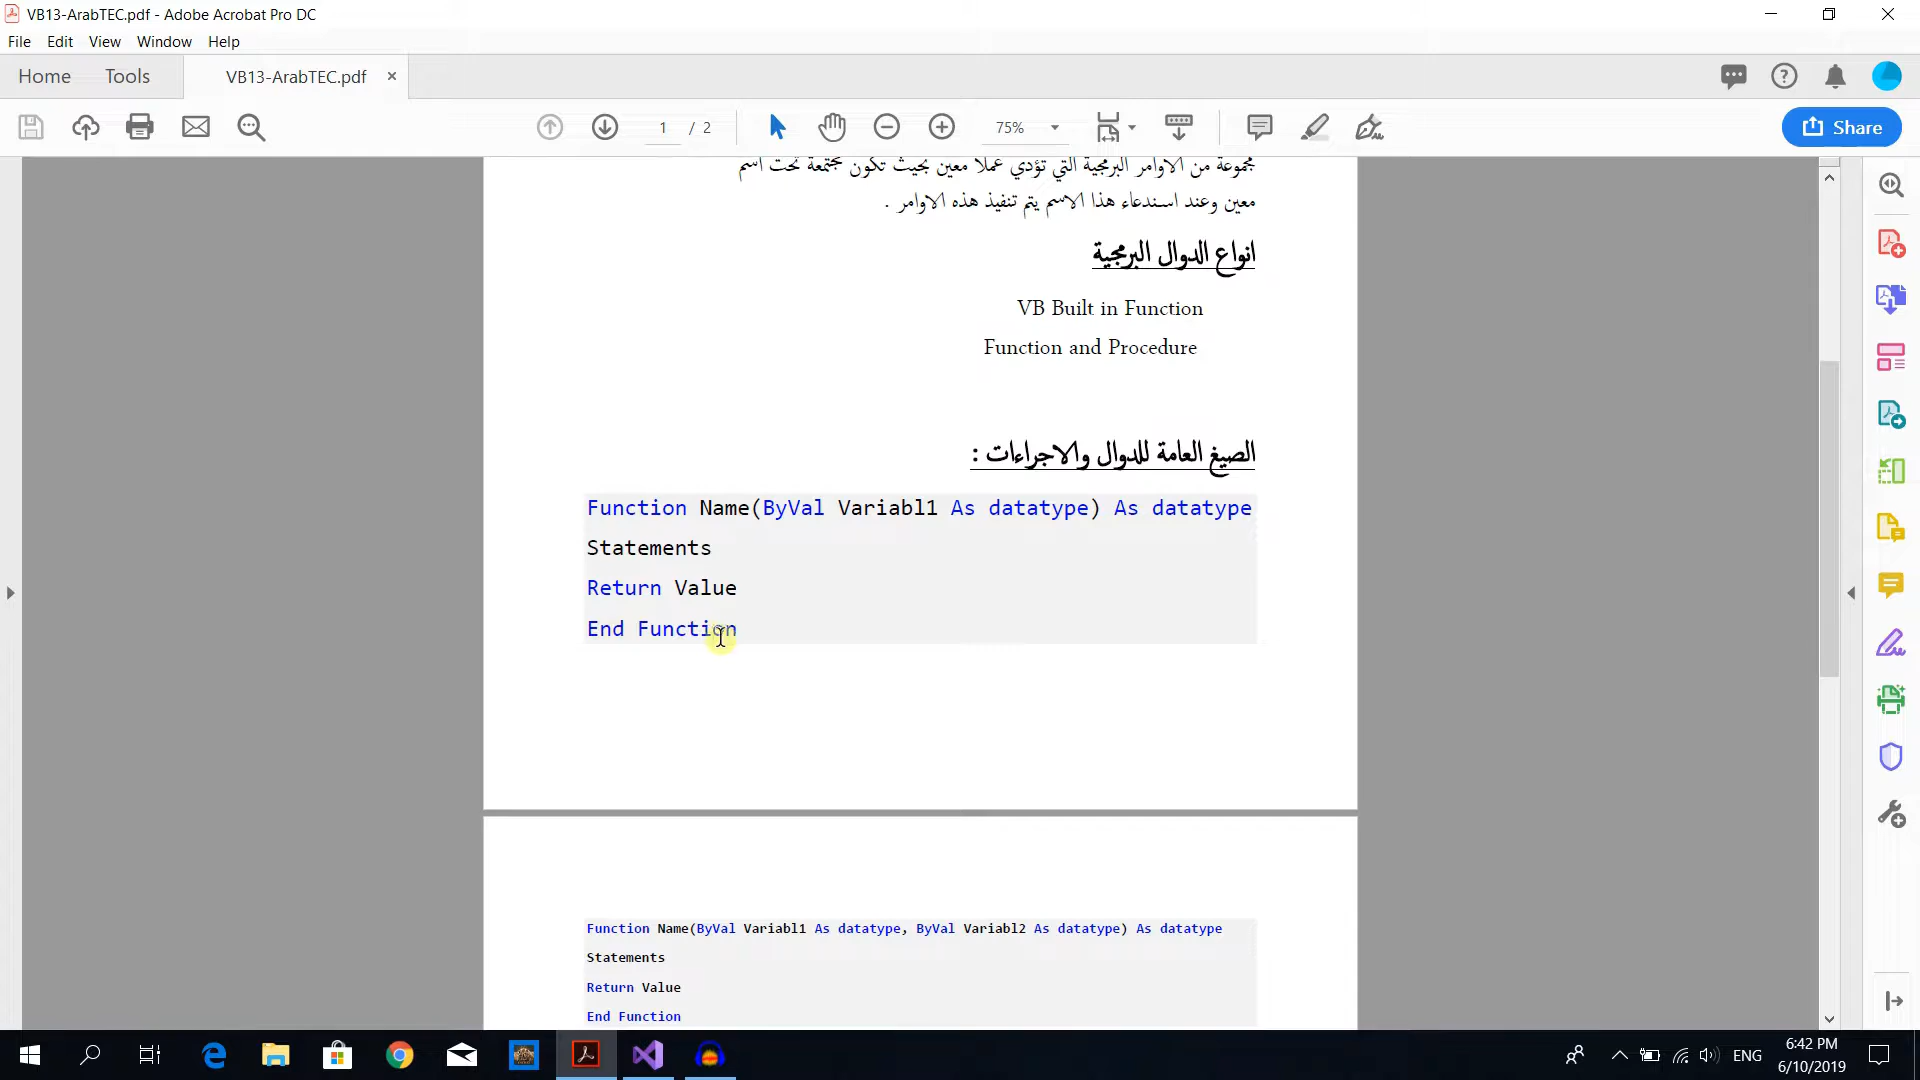 VB13-ArabTEC.pdf - Adobe Acrobat Pro DC
File Edit View Window Help
Home Tools VB13-ArabTEC.pdf
1 / 2 75% Share
مجموعة من الاوامر البرمجية التي تؤدي عملا معين بحيث تكون مجتمعة تحت اسم
معين وعند استدعاء هذا الاسم يتم تنفيذ هذه الاوامر .
انواع الدوال البرمجية
VB Built in Function
Function and Procedure
الصيغ العامة للدوال والاجراءات :
Function Name(ByVal Variabl1 As datatype) As datatype
Statements
Return Value
End Function
Function Name(ByVal Variabl1 As datatype, ByVal Variabl2 As datatype) As datatype
Statements
Return Value
End Function
ENG
6:42 PM
6/10/2019